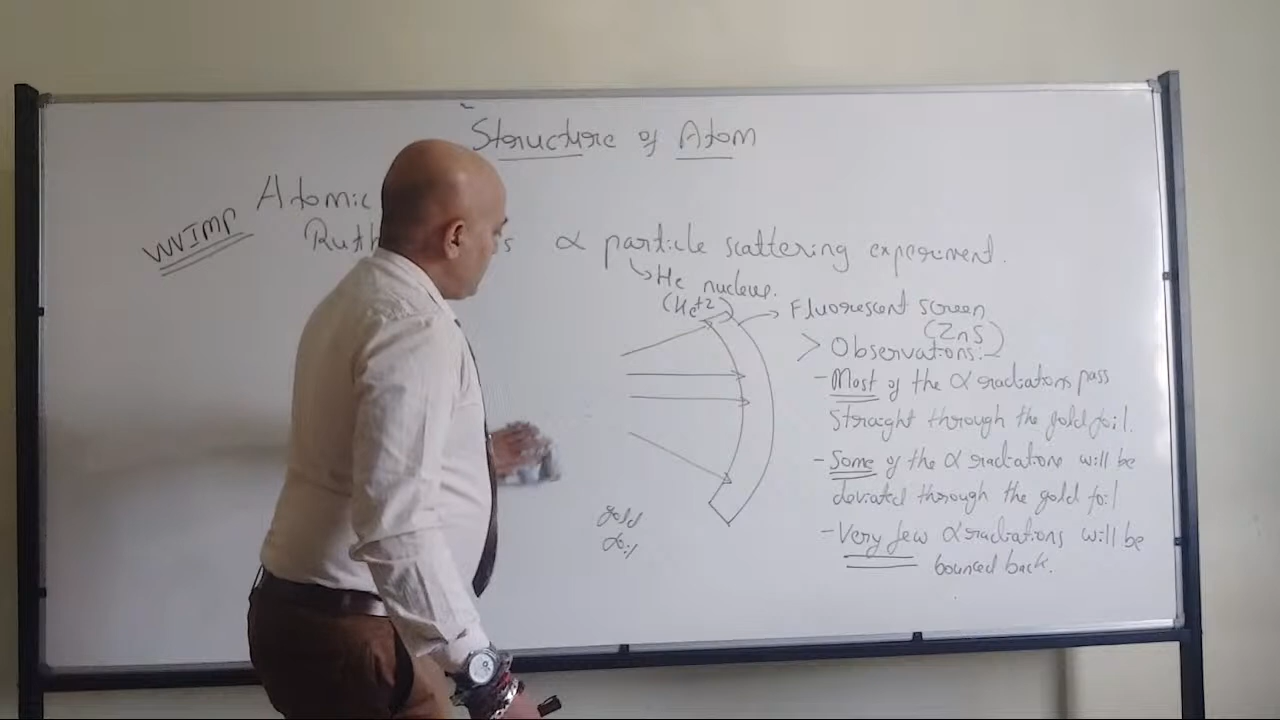 Structure of Atom
Atomic
WVIMP
Ruth s α particle scattering experiment.
He nucleus.
(He+2)
Fluorescent screen
(ZnS)
> Observations:-
- Most of the α radiations pass
straight through the gold foil.
- Some of the α radiations will be
deviated through the gold foil
- Very few α radiations will be
bounced back.
gold
foil